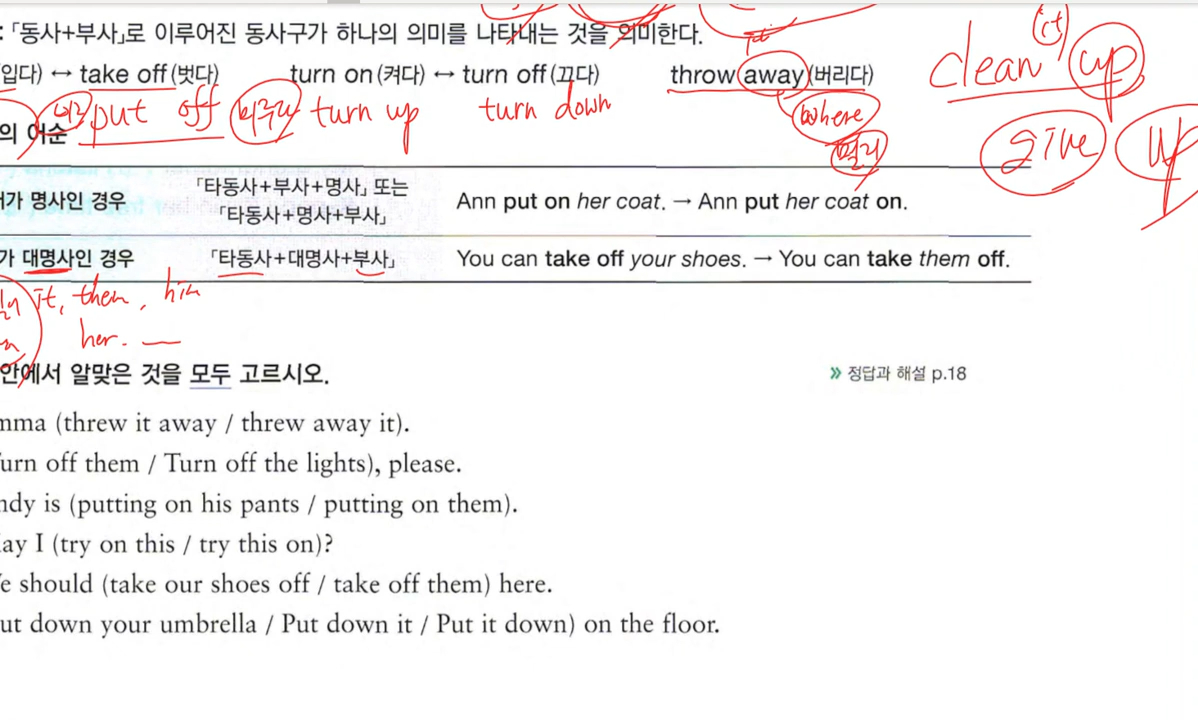 : 「동사+부사」로 이루어진 동사구가 하나의 의미를 나타내는 것을 의미한다.
입다) ↔ take off (벗다) turn on (켜다) ↔ turn off (끄다) throw away (버리다)
clean (it) up
put off turn up turn down where
멀리
give up
의 어순
가 명사인 경우 「타동사+부사+명사」 또는 「타동사+명사+부사」 Ann put on her coat. → Ann put her coat on.
가 대명사인 경우 「타동사+대명사+부사」 You can take off your shoes. → You can take them off.
it, them, him
her.
안에서 알맞은 것을 모두 고르시오. » 정답과 해설 p.18
mma (threw it away / threw away it).
urn off them / Turn off the lights), please.
ndy is (putting on his pants / putting on them).
ay I (try on this / try this on)?
e should (take our shoes off / take off them) here.
ut down your umbrella / Put down it / Put it down) on the floor.